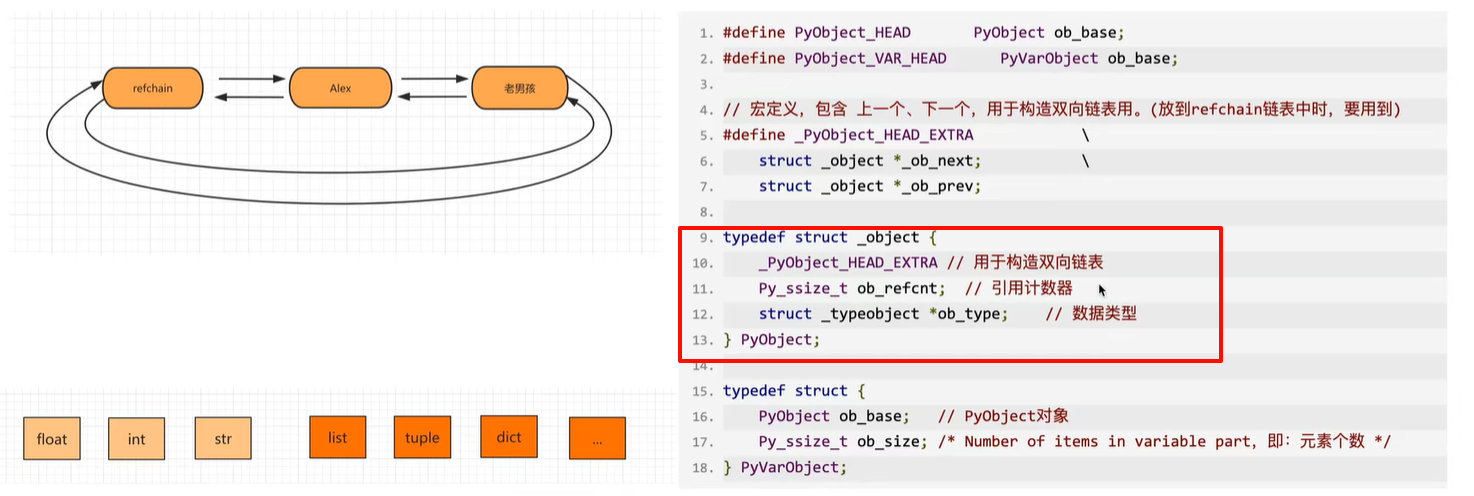 refchain
Alex
老男孩
float
int
str
list
tuple
dict
...
1. #define PyObject_HEAD       PyObject ob_base;
2. #define PyObject_VAR_HEAD      PyVarObject ob_base;
3.
4. // 宏定义，包含 上一个、下一个，用于构造双向链表用。(放到refchain链表中时，要用到)
5. #define _PyObject_HEAD_EXTRA            \
6.     struct _object *_ob_next;           \
7.     struct _object *_ob_prev;
8.
9. typedef struct _object {
10.     _PyObject_HEAD_EXTRA // 用于构造双向链表
11.     Py_ssize_t ob_refcnt;  // 引用计数器
12.     struct _typeobject *ob_type;    // 数据类型
13. } PyObject;
14.
15. typedef struct {
16.     PyObject ob_base;   // PyObject对象
17.     Py_ssize_t ob_size; /* Number of items in variable part，即：元素个数 */
18. } PyVarObject;